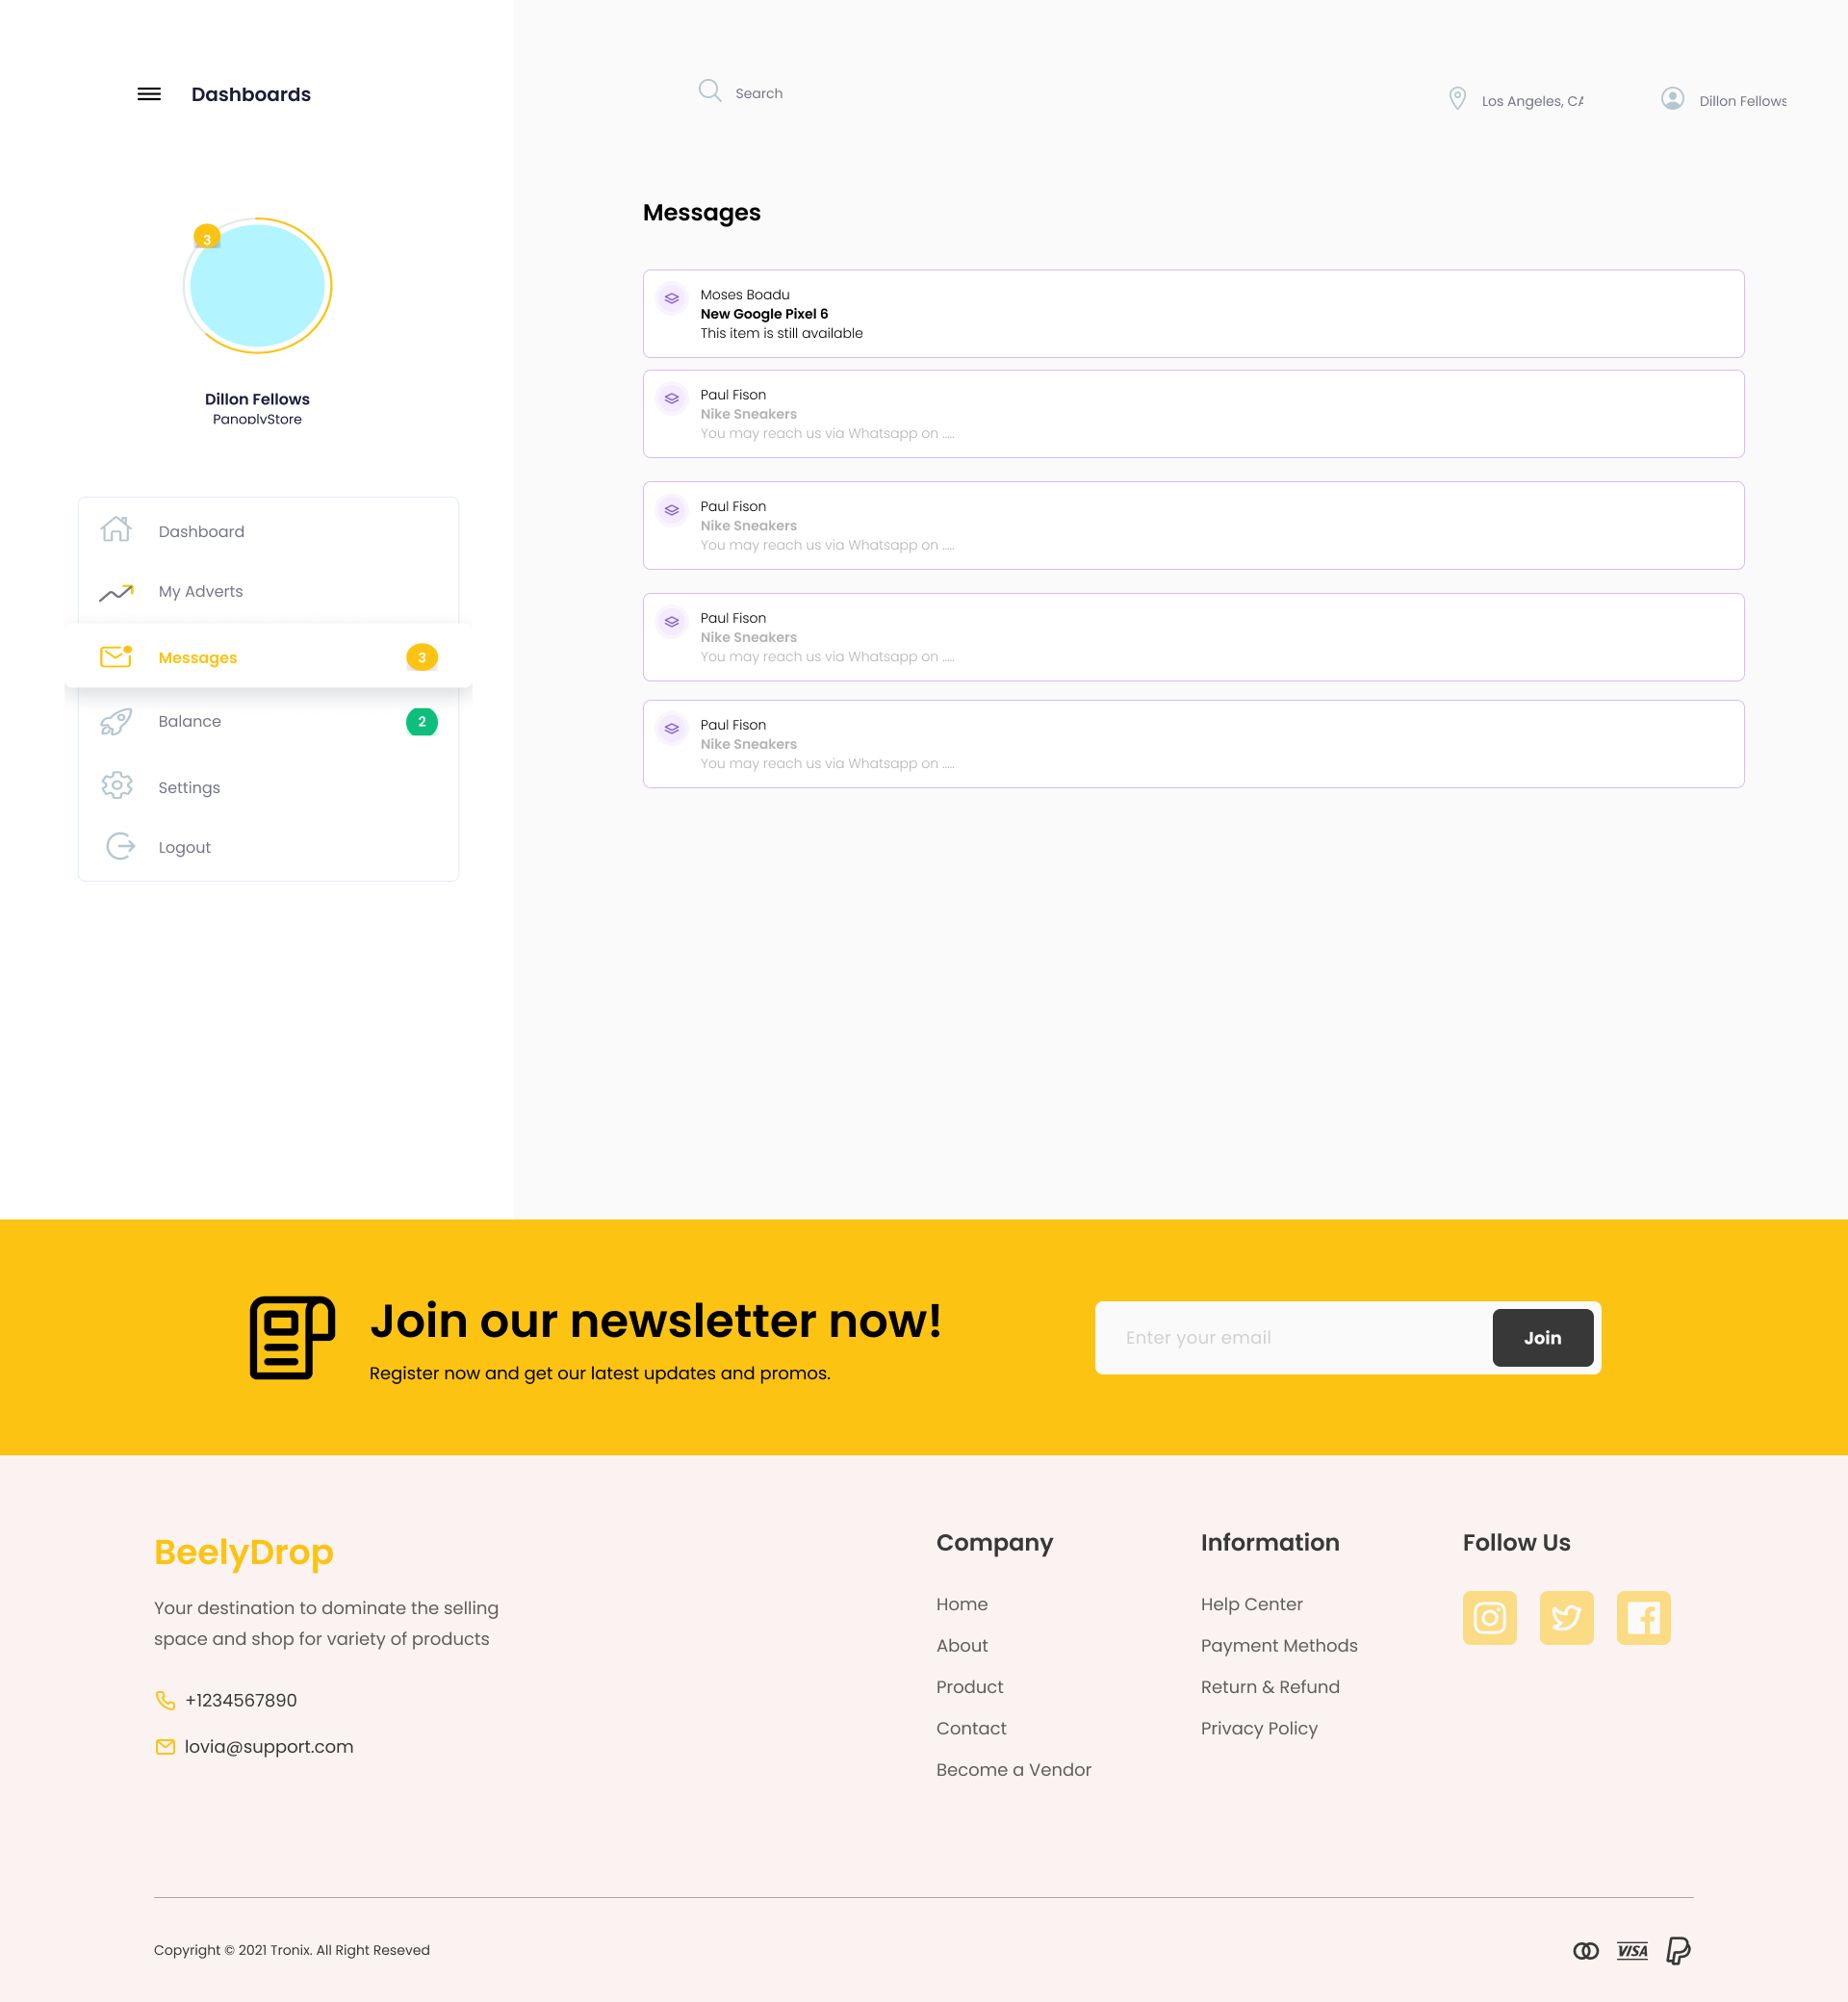 Dashboards
Search
Los Angeles, CA
Dillon Fellows
3
Dillon Fellows
PanoplyStore
Dashboard
My Adverts
Messages
3
Balance
2
Settings
Logout
Messages
Moses Boadu
New Google Pixel 6
This item is still available
Paul Fison
Nike Sneakers
You may reach us via Whatsapp on .....
Paul Fison
Nike Sneakers
You may reach us via Whatsapp on .....
Paul Fison
Nike Sneakers
You may reach us via Whatsapp on .....
Paul Fison
Nike Sneakers
You may reach us via Whatsapp on .....
Join our newsletter now!
Register now and get our latest updates and promos.
Enter your email
Join
BeelyDrop
Your destination to dominate the selling
space and shop for variety of products
+1234567890
lovia@support.com
Company
Home
About
Product
Contact
Become a Vendor
Information
Help Center
Payment Methods
Return & Refund
Privacy Policy
Follow Us
Copyright © 2021 Tronix. All Right Reseved
VISA